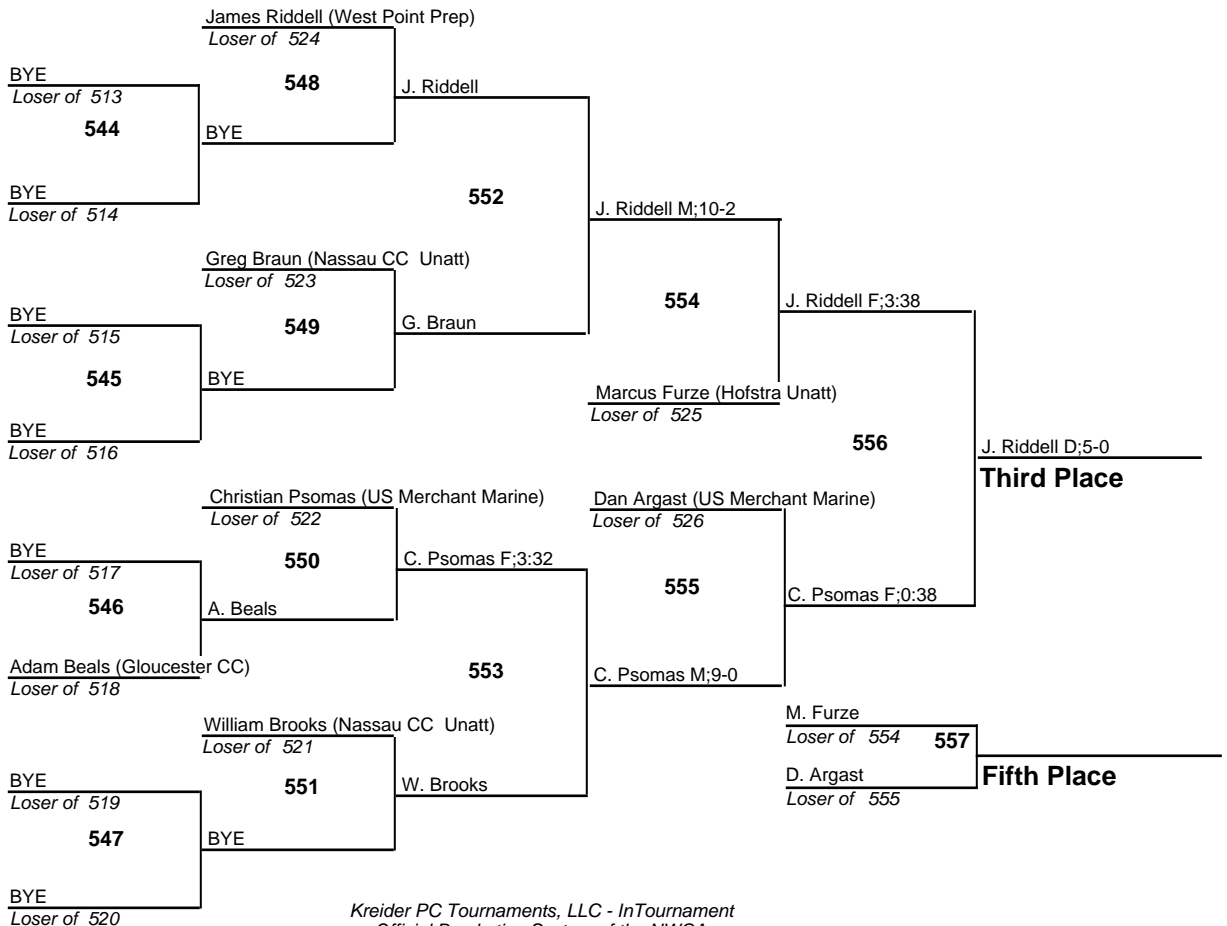 James Riddell (West Point Prep)
Loser of 524
BYE
Loser of 513
548
J. Riddell
544
BYE
BYE
Loser of 514
552
J. Riddell M;10-2
Greg Braun (Nassau CC Unatt)
Loser of 523
554
J. Riddell F;3:38
BYE
Loser of 515
549
G. Braun
545
BYE
Marcus Furze (Hofstra Unatt)
Loser of 525
BYE
Loser of 516
556
J. Riddell D;5-0
Third Place
Christian Psomas (US Merchant Marine)
Loser of 522
Dan Argast (US Merchant Marine)
Loser of 526
BYE
Loser of 517
550
C. Psomas F;3:32
555
C. Psomas F;0:38
546
A. Beals
Adam Beals (Gloucester CC)
Loser of 518
553
C. Psomas M;9-0
William Brooks (Nassau CC Unatt)
Loser of 521
M. Furze
Loser of 554
557
BYE
Loser of 519
551
W. Brooks
D. Argast
Loser of 555
Fifth Place
547
BYE
BYE
Loser of 520
Kreider PC Tournaments, LLC - InTournament